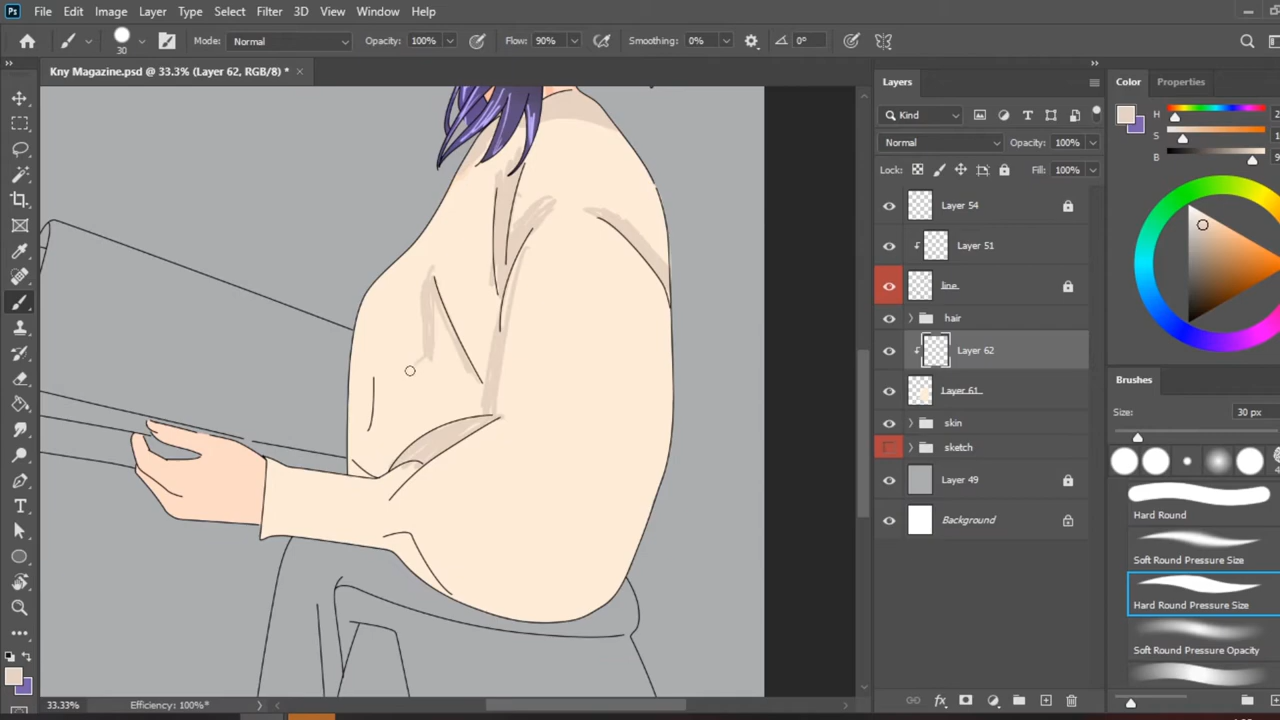 Ps File Edit Image Layer Type Select Filter 3D View Window Help
30 Mode: Normal Opacity: 100% Flow: 90% Smoothing: 0% 0°
Kny Magazine.psd @ 33.3% (Layer 62, RGB/8) *
Layers
Kind
Normal Opacity: 100%
Lock: Fill: 100%
Layer 54
Layer 51
line
hair
Layer 62
Layer 61
skin
sketch
Layer 49
Background
Color Properties
H
S
B
Brushes
Size: 30 px
Hard Round
Soft Round Pressure Size
Hard Round Pressure Size
Soft Round Pressure Opacity
33.33% Efficiency: 100%*